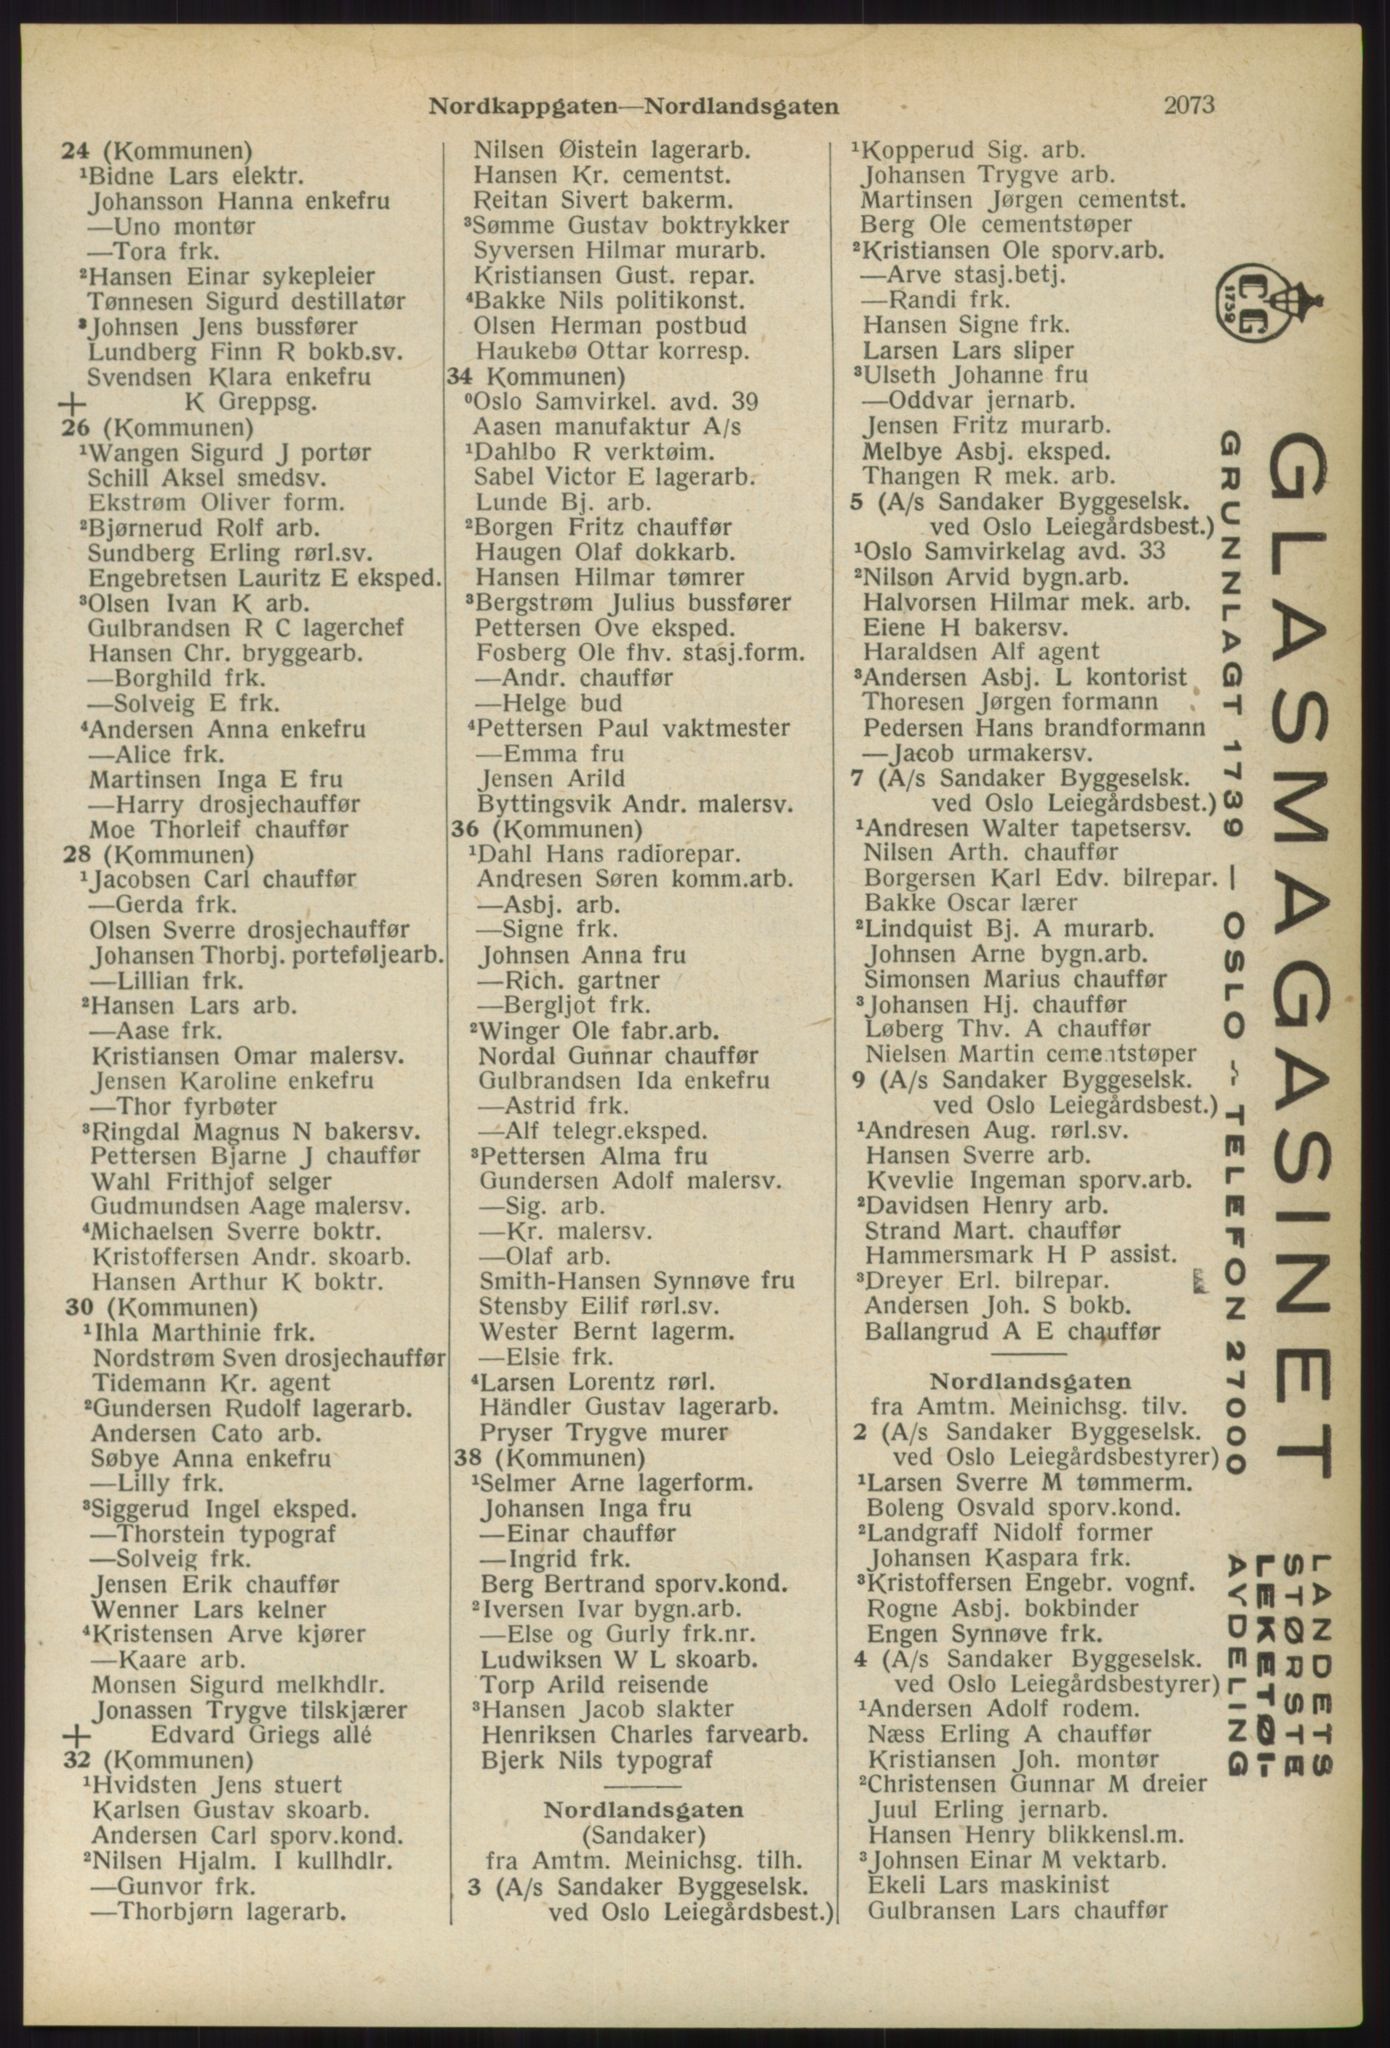 Nordkappgaten—Nordlandsgaten 2073
24 (Kommunen)
¹Bidne Lars elektr.
Johansson Hanna enkefru
—Uno montør
—Tora frk.
²Hansen Einar sykepleier
Tønnesen Sigurd destillatør
³Johnsen Jens bussfører
Lundberg Finn R bokb.sv.
Svendsen Klara enkefru
+ K Greppsg.
26 (Kommunen)
¹Wangen Sigurd J portør
Schill Aksel smedsv.
Ekstrøm Oliver form.
²Bjørnerud Rolf arb.
Sundberg Erling rørl.sv.
Engebretsen Lauritz E eksped.
³Olsen Ivan K arb.
Gulbrandsen R C lagerchef
Hansen Chr. bryggearb.
—Borghild frk.
—Solveig E frk.
⁴Andersen Anna enkefru
—Alice frk.
Martinsen Inga E fru
—Harry drosjechauffør
Moe Thorleif chauffør
28 (Kommunen)
¹Jacobsen Carl chauffør
—Gerda frk.
Olsen Sverre drosjechauffør
Johansen Thorbj. porteføljearb.
—Lillian frk.
²Hansen Lars arb.
—Aase frk.
Kristiansen Omar malersv.
Jensen Karoline enkefru
—Thor fyrbøter
³Ringdal Magnus N bakersv.
Pettersen Bjarne J chauffør
Wahl Frithjof selger
Gudmundsen Aage malersv.
⁴Michaelsen Sverre boktr.
Kristoffersen Andr. skoarb.
Hansen Arthur K boktr.
30 (Kommunen)
¹Ihla Marthinie frk.
Nordstrøm Sven drosjechauffør
Tidemann Kr. agent
²Gundersen Rudolf lagerarb.
Andersen Cato arb.
Søbye Anna enkefru
—Lilly frk.
³Siggerud Ingel eksped.
—Thorstein typograf
—Solveig frk.
Jensen Erik chauffør
Wenner Lars kelner
⁴Kristensen Arve kjører
—Kaare arb.
Monsen Sigurd melkhdlr.
Jonassen Trygve tilskjærer
+ Edvard Griegs allé
32 (Kommunen)
¹Hvidsten Jens stuert
Karlsen Gustav skoarb.
Andersen Carl sporv.kond.
²Nilsen Hjalm. I kullhdlr.
—Gunvor frk.
—Thorbjørn lagerarb.
Nilsen Øistein lagerarb.
Hansen Kr. cementst.
Reitan Sivert bakerm.
³Sømme Gustav boktrykker
Syversen Hilmar murarb.
Kristiansen Gust. repar.
⁴Bakke Nils politikonst.
Olsen Herman postbud
Haukebø Ottar korresp.
34 Kommunen)
⁰Oslo Samvirkel. avd. 39
Aasen manufaktur A/s
¹Dahlbo R verktøim.
Sabel Victor E lagerarb.
Lunde Bj. arb.
²Borgen Fritz chauffør
Haugen Olaf dokkarb.
Hansen Hilmar tømrer
³Bergstrøm Julius bussfører
Pettersen Ove eksped.
Fosberg Ole fhv. stasj.form.
—Andr. chauffør
—Helge bud
⁴Pettersen Paul vaktmester
—Emma fru
Jensen Arild
Byttingsvik Andr. malersv.
36 (Kommunen)
¹Dahl Hans radiorepar.
Andresen Søren komm.arb.
—Asbj. arb.
—Signe frk.
Johnsen Anna fru
—Rich. gartner
—Bergljot frk.
²Winger Ole fabr.arb.
Nordal Gunnar chauffør
Gulbrandsen Ida enkefru
—Astrid frk.
—Alf telegr.eksped.
³Pettersen Alma fru
Gundersen Adolf malersv.
—Sig. arb.
—Kr. malersv.
—Olaf arb.
Smith-Hansen Synnøve fru
Stensby Eilif rørl.sv.
Wester Bernt lagerm.
—Elsie frk.
⁴Larsen Lorentz rørl.
Händler Gustav lagerarb.
Pryser Trygve murer
38 (Kommunen)
¹Selmer Arne lagerform.
Johansen Inga fru
—Einar chauffør
—Ingrid frk.
Berg Bertrand sporv.kond.
²Iversen Ivar bygn.arb.
—Else og Gurly frk.nr.
Ludwiksen W L skoarb.
Torp Arild reisende
³Hansen Jacob slakter
Henriksen Charles farvearb.
Bjerk Nils typograf
Nordlandsgaten
(Sandaker)
fra Amtm. Meinichsg. tilh.
3 (A/s Sandaker Byggeselsk.
ved Oslo Leiegårdsbest.)
¹Kopperud Sig. arb.
Johansen Trygve arb.
Martinsen Jørgen cementst.
Berg Ole cementstøper
²Kristiansen Ole sporv.arb.
—Arve stasj.betj.
—Randi frk.
Hansen Signe frk.
Larsen Lars sliper
³Ulseth Johanne fru
—Oddvar jernarb.
Jensen Fritz murarb.
Melbye Asbj. eksped.
Thangen R mek. arb.
5 (A/s Sandaker Byggeselsk.
ved Oslo Leiegårdsbest.)
¹Oslo Samvirkelag avd. 33
²Nilson Arvid bygn.arb.
Halvorsen Hilmar mek. arb.
Eiene H bakersv.
Haraldsen Alf agent
³Andersen Asbj. L kontorist
Thoresen Jørgen formann
Pedersen Hans brandformann
—Jacob urmakersv.
7 (A/s Sandaker Byggeselsk.
ved Oslo Leiegårdsbest.)
¹Andresen Walter tapetsersv.
Nilsen Arth. chauffør
Borgersen Karl Edv. bilrepar.
Bakke Oscar lærer
²Lindquist Bj. A murarb.
Johnsen Arne bygn.arb.
Simonsen Marius chauffør
³Johansen Hj. chauffør
Løberg Thv. A chauffør
Nielsen Martin cementstøper
9 (A/s Sandaker Byggeselsk.
ved Oslo Leiegårdsbest.)
¹Andresen Aug. rørl.sv.
Hansen Sverre arb.
Kvevlie Ingeman sporv.arb.
²Davidsen Henry arb.
Strand Mart. chauffør
Hammersmark H P assist.
³Dreyer Erl. bilrepar.
Andersen Joh. S bokb.
Ballangrud A E chauffør
Nordlandsgaten
fra Amtm. Meinichsg. tilv.
2 (A/s Sandaker Byggeselsk.
ved Oslo Leiegårdsbestyrer)
¹Larsen Sverre M tømmerm.
Boleng Osvald sporv.kond.
²Landgraff Nidolf former
Johansen Kaspara frk.
³Kristoffersen Engebr. vognf.
Rogne Asbj. bokbinder
Engen Synnøve frk.
4 (A/s Sandaker Byggeselsk.
ved Oslo Leiegårdsbestyrer)
¹Andersen Adolf rodem.
Næss Erling A chauffør
Kristiansen Joh. montør
²Christensen Gunnar M dreier
Juul Erling jernarb.
Hansen Henry blikkensl.m.
³Johnsen Einar M vektarb.
Ekeli Lars maskinist
Gulbransen Lars chauffør
CG 1739
GLASMAGASINET
GRUNNLAGT 1739 — OSLO - TELEFON 27000
LANDETS
STØRSTE
LEKETØI-
AVDELING